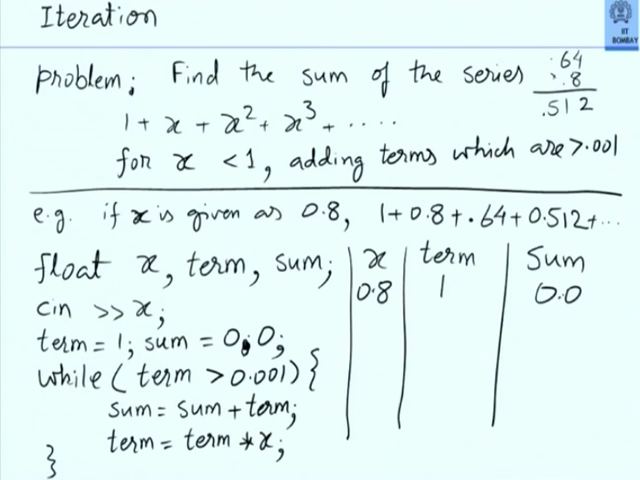 Iteration
IIT
BOMBAY
Problem: Find the sum of the series
.64
×.8
.512
1 + x + x² + x³ + ....
for x < 1, adding terms which are >.001
e.g. if x is given as 0.8, 1+0.8+.64+0.512+...
float x, term, sum; | x | term | Sum
cin >> x; | 0.8 | 1 | 0.0
term = 1; sum = 0.0;
while ( term > 0.001) {
sum = sum + term;
term = term * x;
}